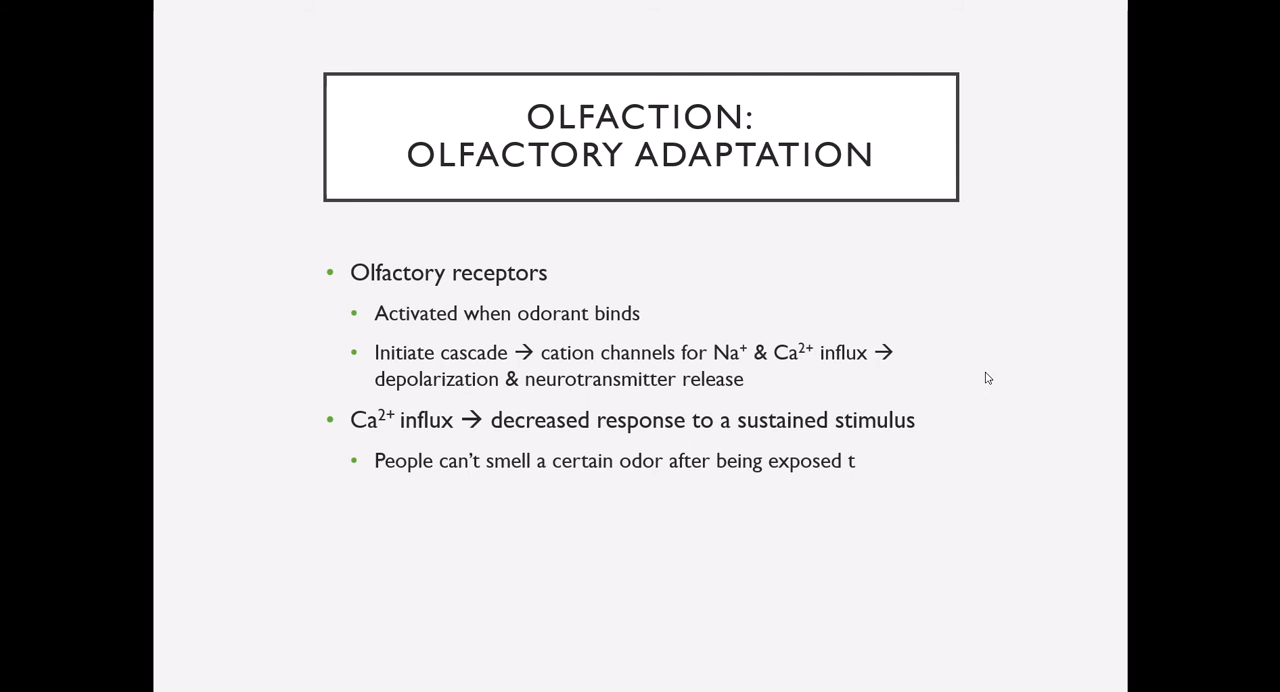 OLFACTION:
OLFACTORY ADAPTATION
• Olfactory receptors
• Activated when odorant binds
• Initiate cascade → cation channels for Na⁺ & Ca²⁺ influx →
depolarization & neurotransmitter release
• Ca²⁺ influx → decreased response to a sustained stimulus
• People can’t smell a certain odor after being exposed t